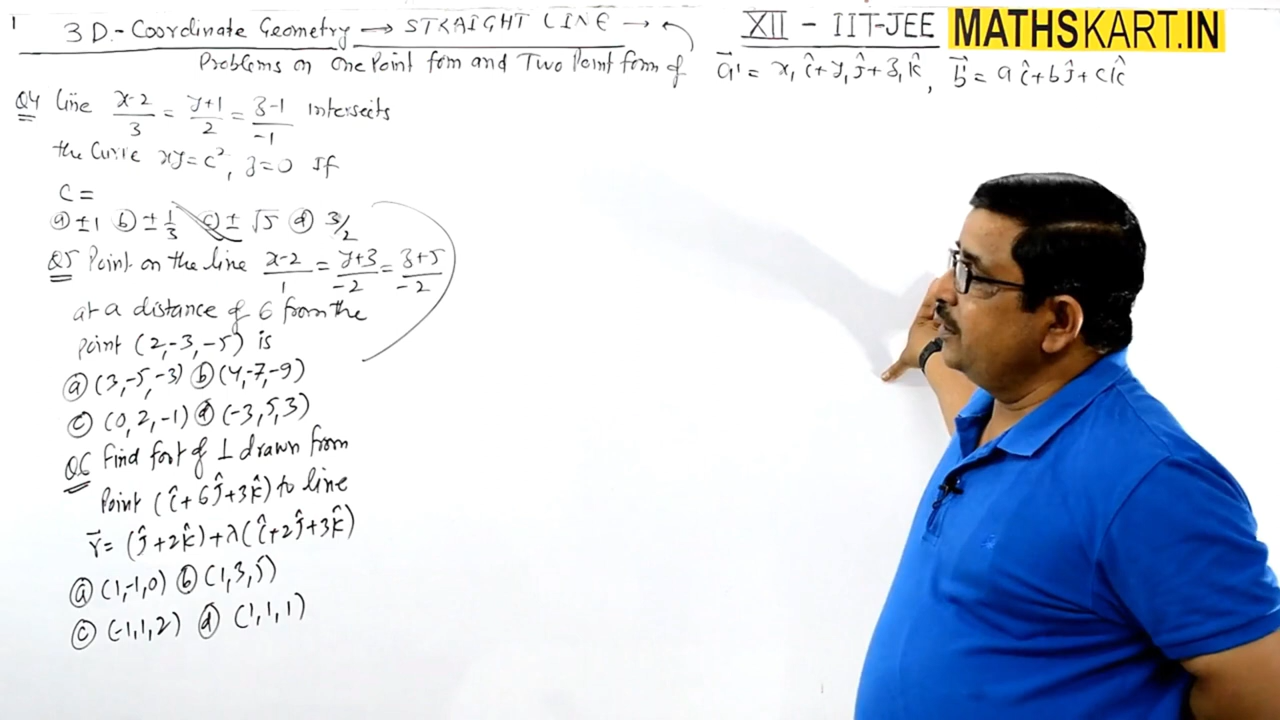 1
3D.-Coordinate Geometry → STRAIGHT LINE →
XII - IIT-JEE
MATHSKART.IN
Problems on one Point form and Two Point form of
a⃗ = x₁î+y₁ĵ+z₁k̂, b⃗ = aî+bĵ+ck̂
Q4 Line (x-2)/3 = (y+1)/2 = (z-1)/-1 intersects
the Curve xy=c², z=0 If
C=
(a) ±1 (b) ±1/3 (c) ±√5 (d) 3/2
Q5 Point on the line (x-2)/1 = (y+3)/-2 = (z+5)/-2
at a distance of 6 from the
Point (2,-3,-5) is
(a) (3,-5,-3) (b) (4,-7,-9)
(c) (0,2,-1) (d) (-3,5,3)
Q6 Find foot of ⊥ drawn from
Point (î+6ĵ+3k̂) to line
r⃗= (ĵ+2k̂)+λ(î+2ĵ+3k̂)
(a) (1,-1,0) (b) (1,3,5)
(c) (-1,1,2) (d) (1,1,1)